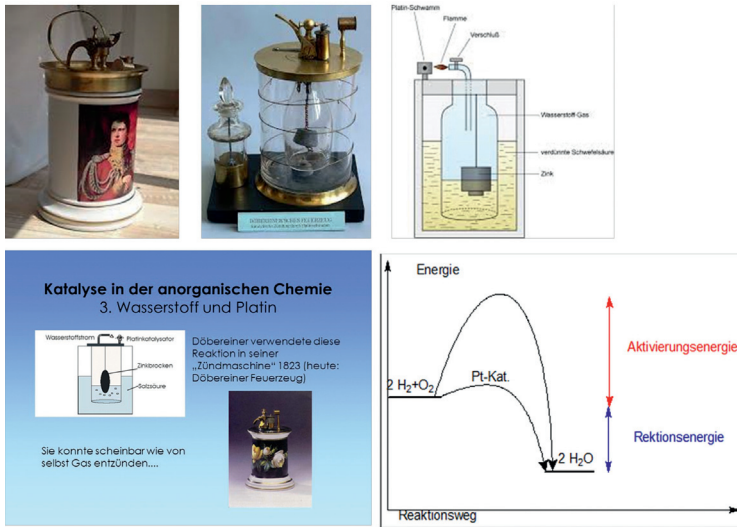 Platin-Schwamm
Flamme
Verschluß
Wasserstoff-Gas
verdünnte Schwefelsäure
Zink
Katalyse in der anorganischen Chemie
3. Wasserstoff und Platin
Wasserstoffstrom
Platinkatalysator
Zinkbrocken
Salzsäure
Döbereiner verwendete diese
Reaktion in seiner
„Zündmaschine“ 1823 (heute:
Döbereiner Feuerzeug)
Sie konnte scheinbar wie von
selbst Gas entzünden....
Energie
Aktivierungsenergie
2 H₂+O₂
Pt-Kat.
Rektionsenergie
2 H₂O
Reaktionsweg